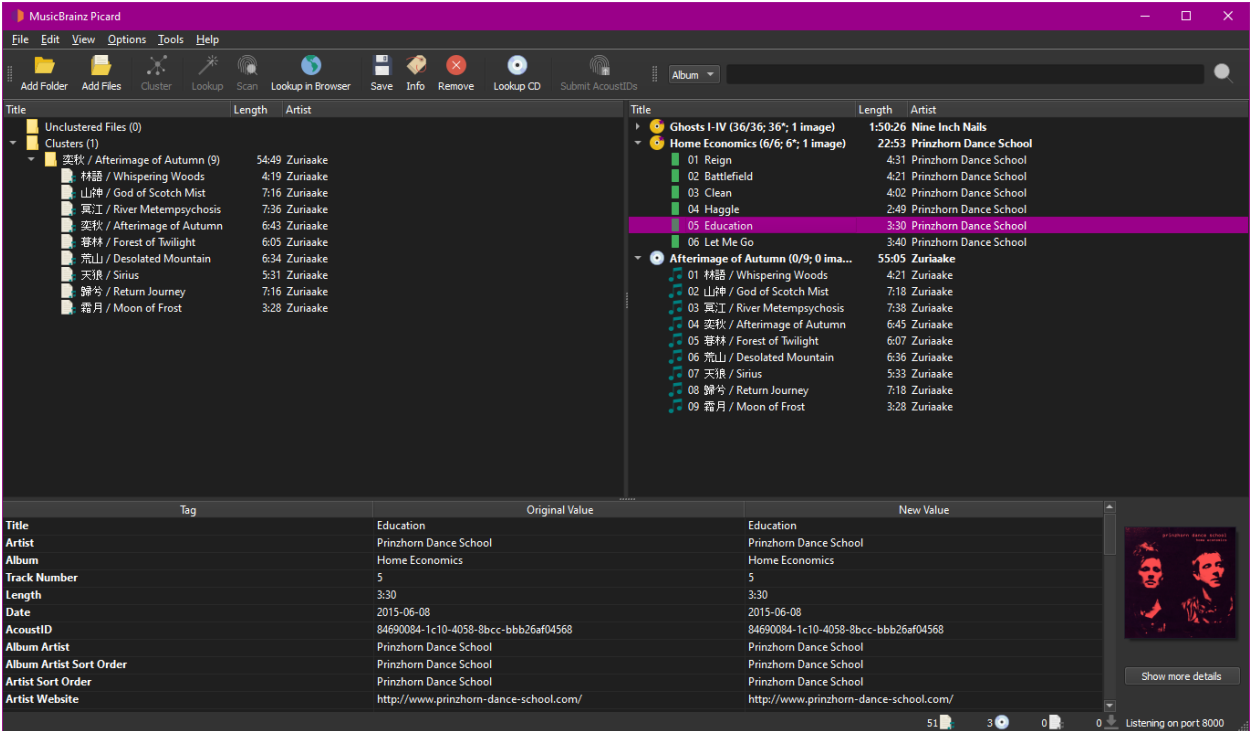 MusicBrainz Picard
File Edit View Options Tools Help
Add Folder Add Files Cluster Lookup Scan Lookup in Browser Save Info Remove Lookup CD Submit AcoustIDs Album
Title Length Artist
Unclustered Files (0)
Clusters (1)
奕秋 / Afterimage of Autumn (9) 54:49 Zuriaake
林語 / Whispering Woods 4:19 Zuriaake
山神 / God of Scotch Mist 7:16 Zuriaake
冥江 / River Metempsychosis 7:36 Zuriaake
奕秋 / Afterimage of Autumn 6:43 Zuriaake
暮林 / Forest of Twilight 6:05 Zuriaake
荒山 / Desolated Mountain 6:34 Zuriaake
天狼 / Sirius 5:31 Zuriaake
歸兮 / Return Journey 7:16 Zuriaake
霜月 / Moon of Frost 3:28 Zuriaake
Title Length Artist
Ghosts I-IV (36/36; 36*; 1 image) 1:50:26 Nine Inch Nails
Home Economics (6/6; 6*; 1 image) 22:53 Prinzhorn Dance School
01 Reign 4:31 Prinzhorn Dance School
02 Battlefield 4:21 Prinzhorn Dance School
03 Clean 4:02 Prinzhorn Dance School
04 Haggle 2:49 Prinzhorn Dance School
05 Education 3:30 Prinzhorn Dance School
06 Let Me Go 3:40 Prinzhorn Dance School
Afterimage of Autumn (0/9; 0 ima... 55:05 Zuriaake
01 林語 / Whispering Woods 4:21 Zuriaake
02 山神 / God of Scotch Mist 7:18 Zuriaake
03 冥江 / River Metempsychosis 7:38 Zuriaake
04 奕秋 / Afterimage of Autumn 6:45 Zuriaake
05 暮林 / Forest of Twilight 6:07 Zuriaake
06 荒山 / Desolated Mountain 6:36 Zuriaake
07 天狼 / Sirius 5:33 Zuriaake
08 歸兮 / Return Journey 7:18 Zuriaake
09 霜月 / Moon of Frost 3:28 Zuriaake
Tag Original Value New Value
Title Education Education
Artist Prinzhorn Dance School Prinzhorn Dance School
Album Home Economics Home Economics
Track Number 5 5
Length 3:30 3:30
Date 2015-06-08 2015-06-08
AcoustID 84690084-1c10-4058-8bcc-bbb26af04568 84690084-1c10-4058-8bcc-bbb26af04568
Album Artist Prinzhorn Dance School Prinzhorn Dance School
Album Artist Sort Order Prinzhorn Dance School Prinzhorn Dance School
Artist Sort Order Prinzhorn Dance School Prinzhorn Dance School
Artist Website http://www.prinzhorn-dance-school.com/ http://www.prinzhorn-dance-school.com/
prinzhorn dance school
home economics
Show more details
51 3 0 0 Listening on port 8000